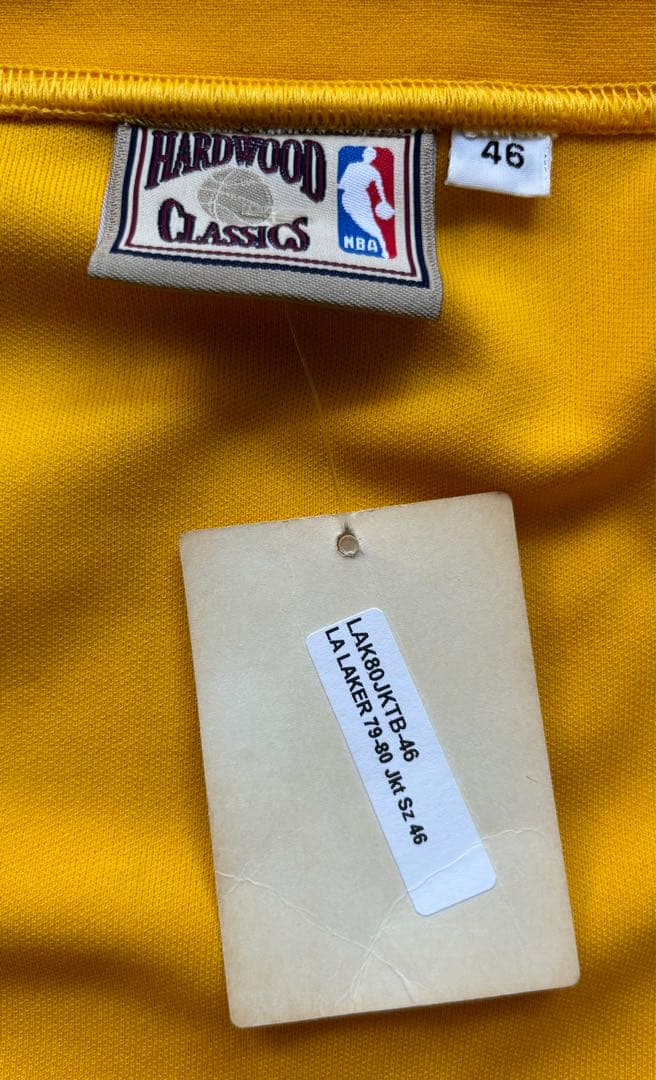 HARDWOOD
CLASSICS
NBA
46
LAK80JKTB-46
LA LAKER 79-80 Jkt Sz 46